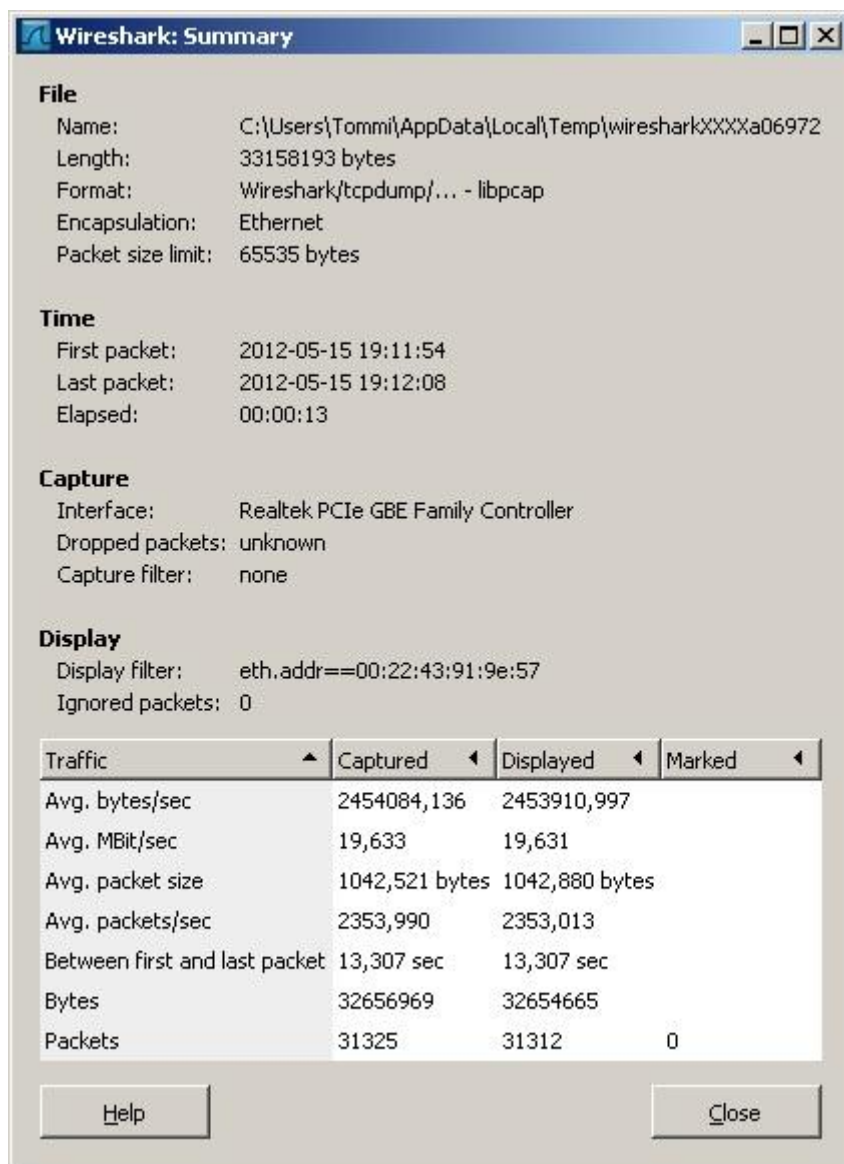 Wireshark: Summary
File
Name: C:\Users\Tommi\AppData\Local\Temp\wiresharkXXXXa06972
Length: 33158193 bytes
Format: Wireshark/tcpdump/... - libpcap
Encapsulation: Ethernet
Packet size limit: 65535 bytes
Time
First packet: 2012-05-15 19:11:54
Last packet: 2012-05-15 19:12:08
Elapsed: 00:00:13
Capture
Interface: Realtek PCIe GBE Family Controller
Dropped packets: unknown
Capture filter: none
Display
Display filter: eth.addr==00:22:43:91:9e:57
Ignored packets: 0
Traffic Captured Displayed Marked
Avg. bytes/sec 2454084,136 2453910,997
Avg. MBit/sec 19,633 19,631
Avg. packet size 1042,521 bytes 1042,880 bytes
Avg. packets/sec 2353,990 2353,013
Between first and last packet 13,307 sec 13,307 sec
Bytes 32656969 32654665
Packets 31325 31312 0
Help Close